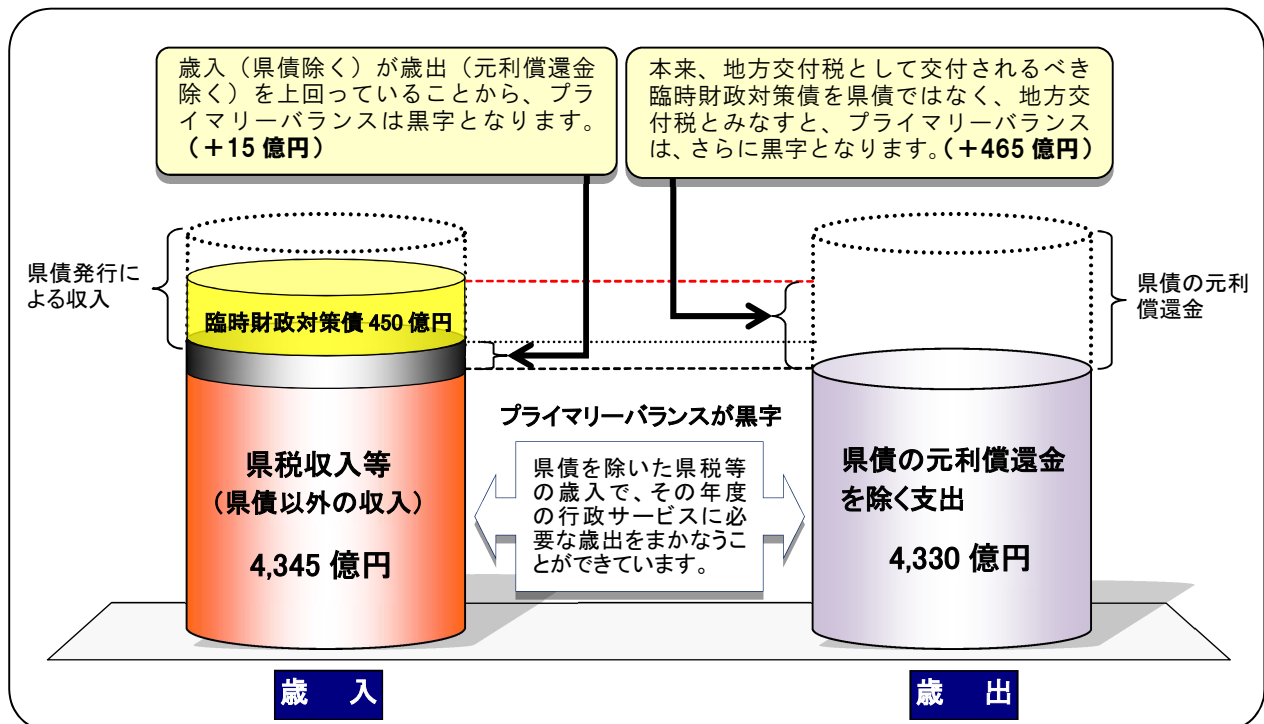 歳入（県債除く）が歳出（元利償還金
除く）を上回っていることから、プラ
イマリーバランスは黒字となります。
（＋15 億円）
本来、地方交付税として交付されるべき
臨時財政対策債を県債ではなく、地方交
付税とみなすと、プライマリーバランス
は、さらに黒字となります。（＋465 億円）
県債発行に
よる収入
臨時財政対策債 450 億円
県債の元利
償還金
プライマリーバランスが黒字
県税収入等
（県債以外の収入）
4,345 億円
県債を除いた県税等
の歳入で、その年度
の行政サービスに必
要な歳出をまかなうこ
とができています。
県債の元利償還金
を除く支出
4,330 億円
歳 入
歳 出